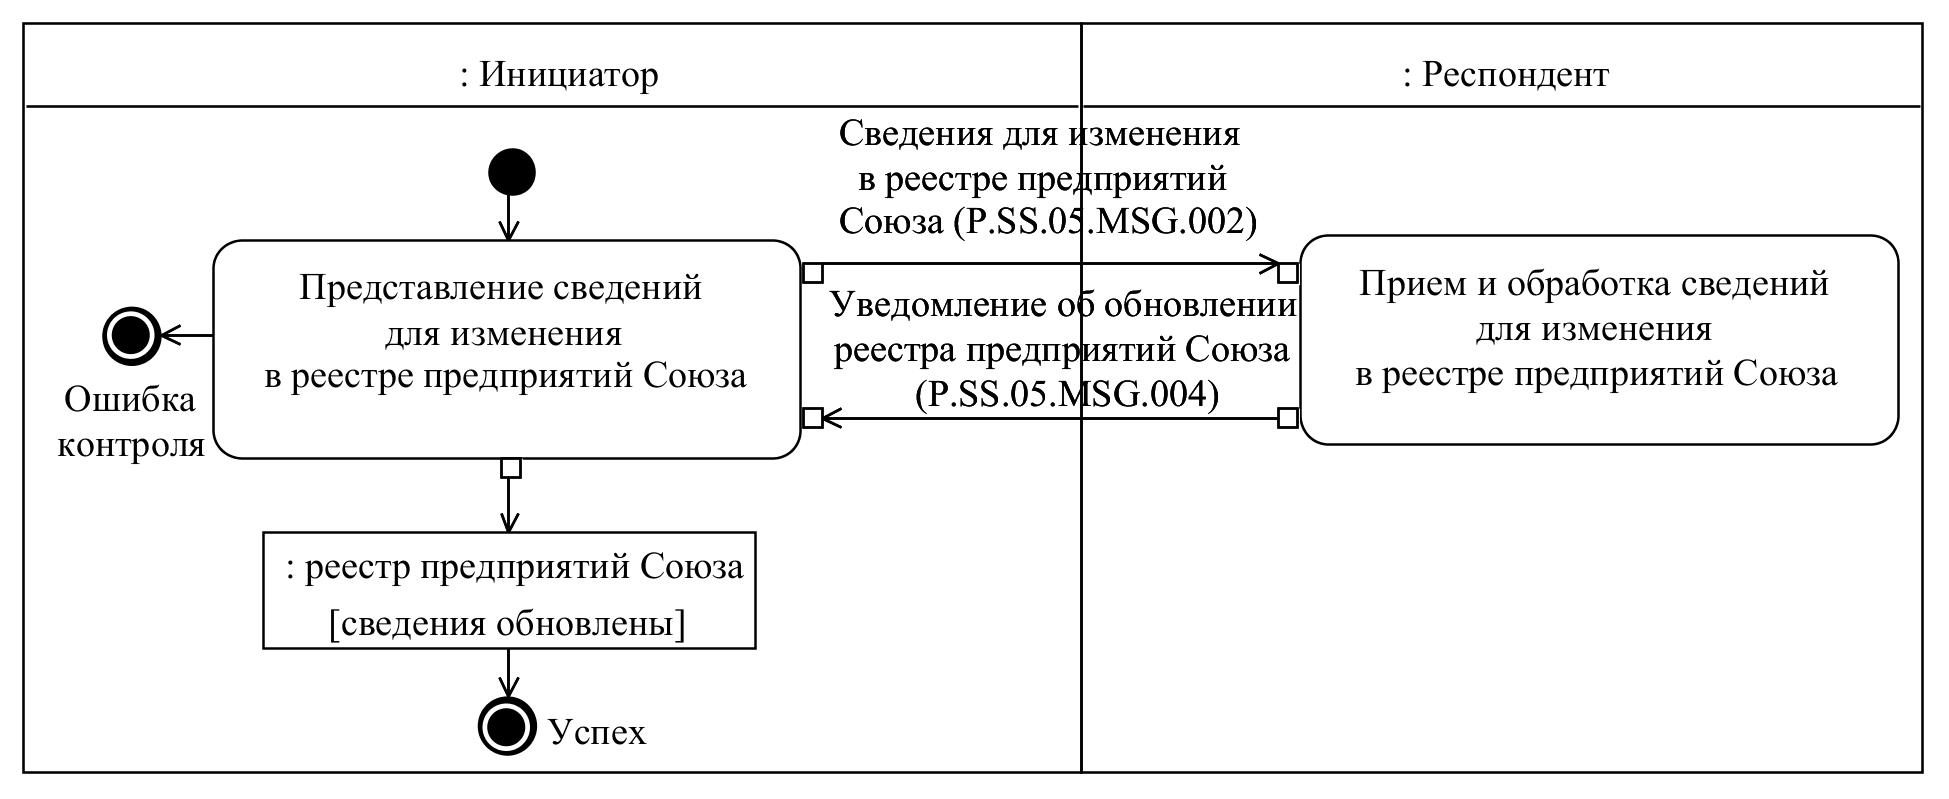 : Инициатор
: Респондент
Сведения для изменения
в реестре предприятий
Союза (P.SS.05.MSG.002)
Представление сведений
для изменения
в реестре предприятий Союза
Уведомление об обновлении
реестра предприятий Союза
(P.SS.05.MSG.004)
Прием и обработка сведений
для изменения
в реестре предприятий Союза
Ошибка
контроля
: реестр предприятий Союза
[сведения обновлены]
Успех